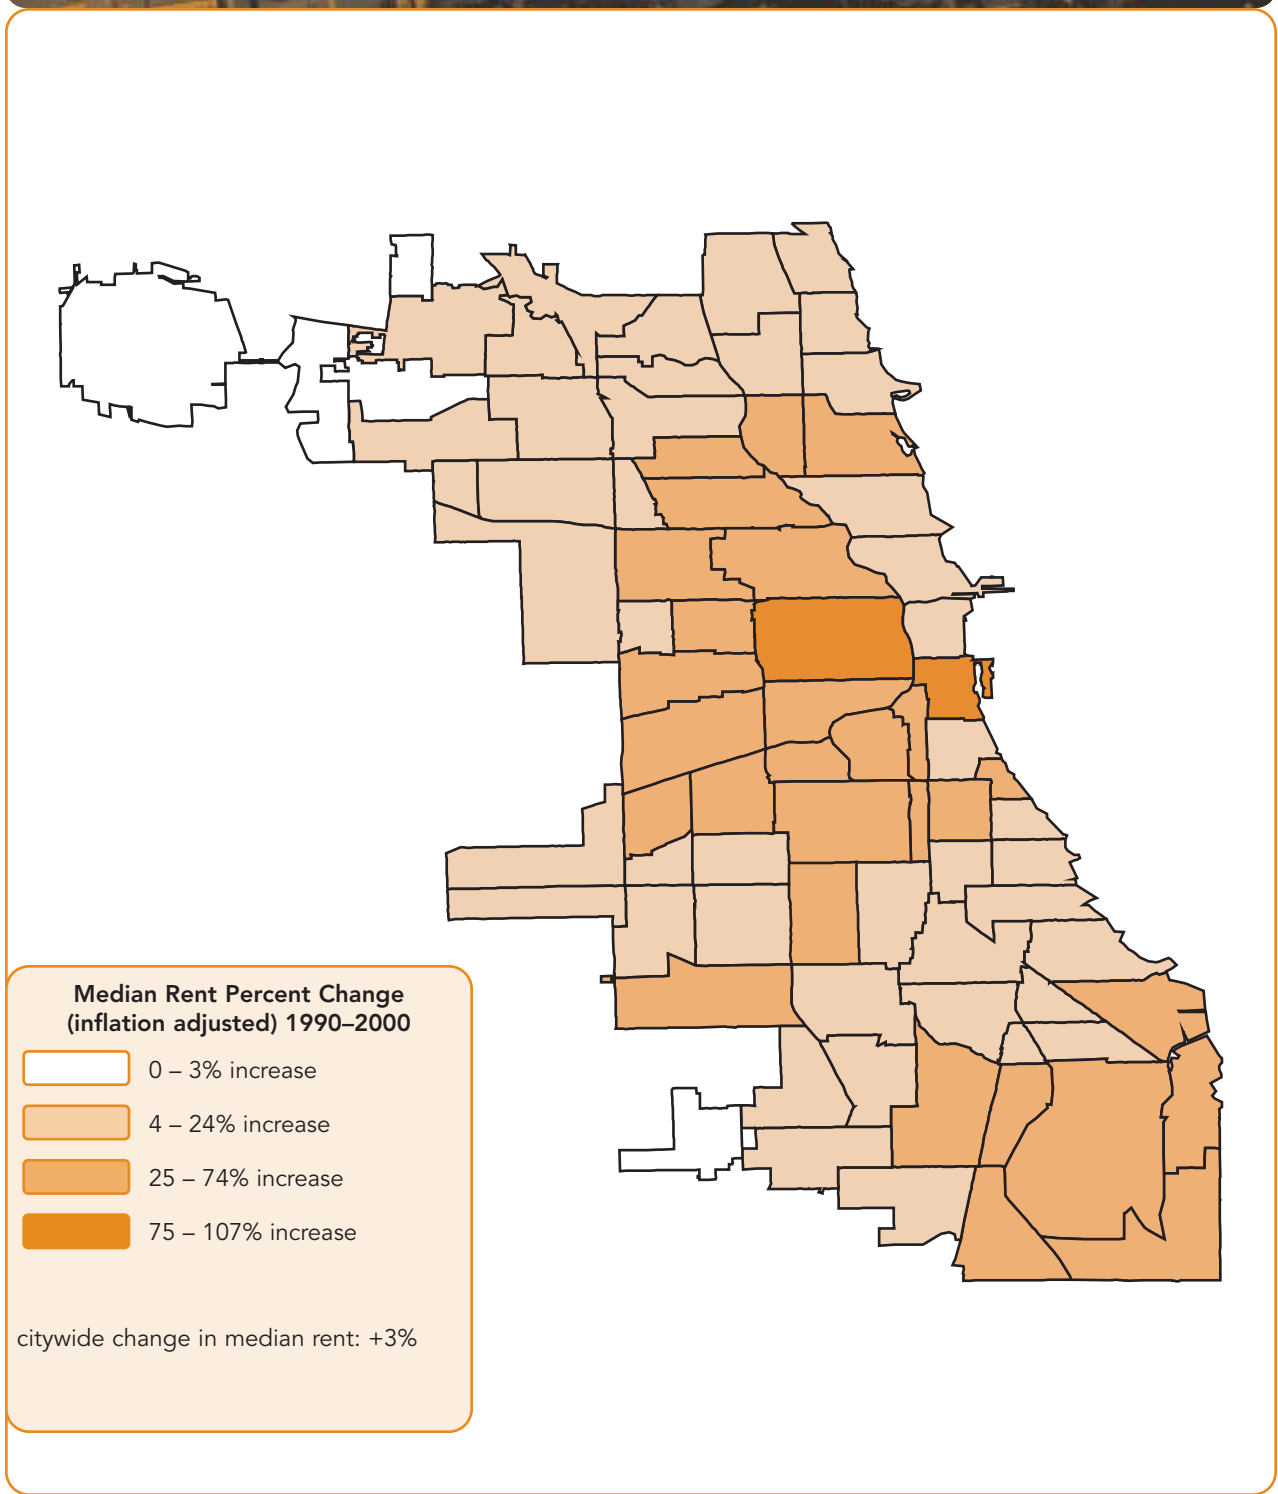 Median Rent Percent Change
(inflation adjusted) 1990–2000
0 – 3% increase
4 – 24% increase
25 – 74% increase
75 – 107% increase
citywide change in median rent: +3%